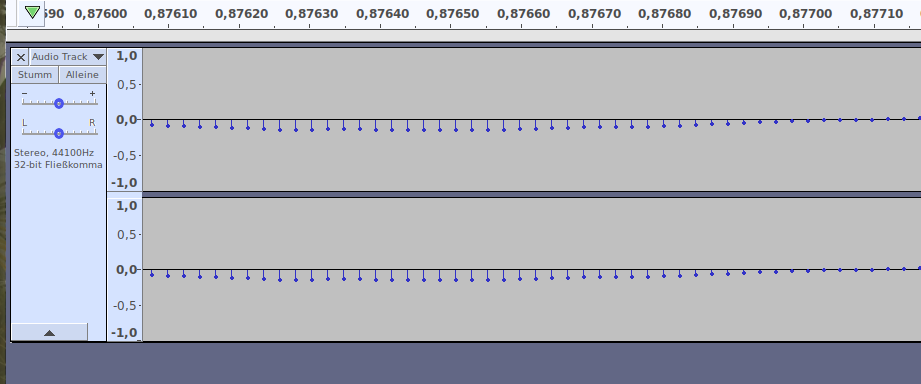 590 0,87600 0,87610 0,87620 0,87630 0,87640 0,87650 0,87660 0,87670 0,87680 0,87690 0,87700 0,87710
Audio Track
Stumm Alleine
- +
L R
Stereo, 44100Hz
32-bit Fließkomma
1,0
0,5
0,0
-0,5
-1,0
1,0
0,5
0,0
-0,5
-1,0